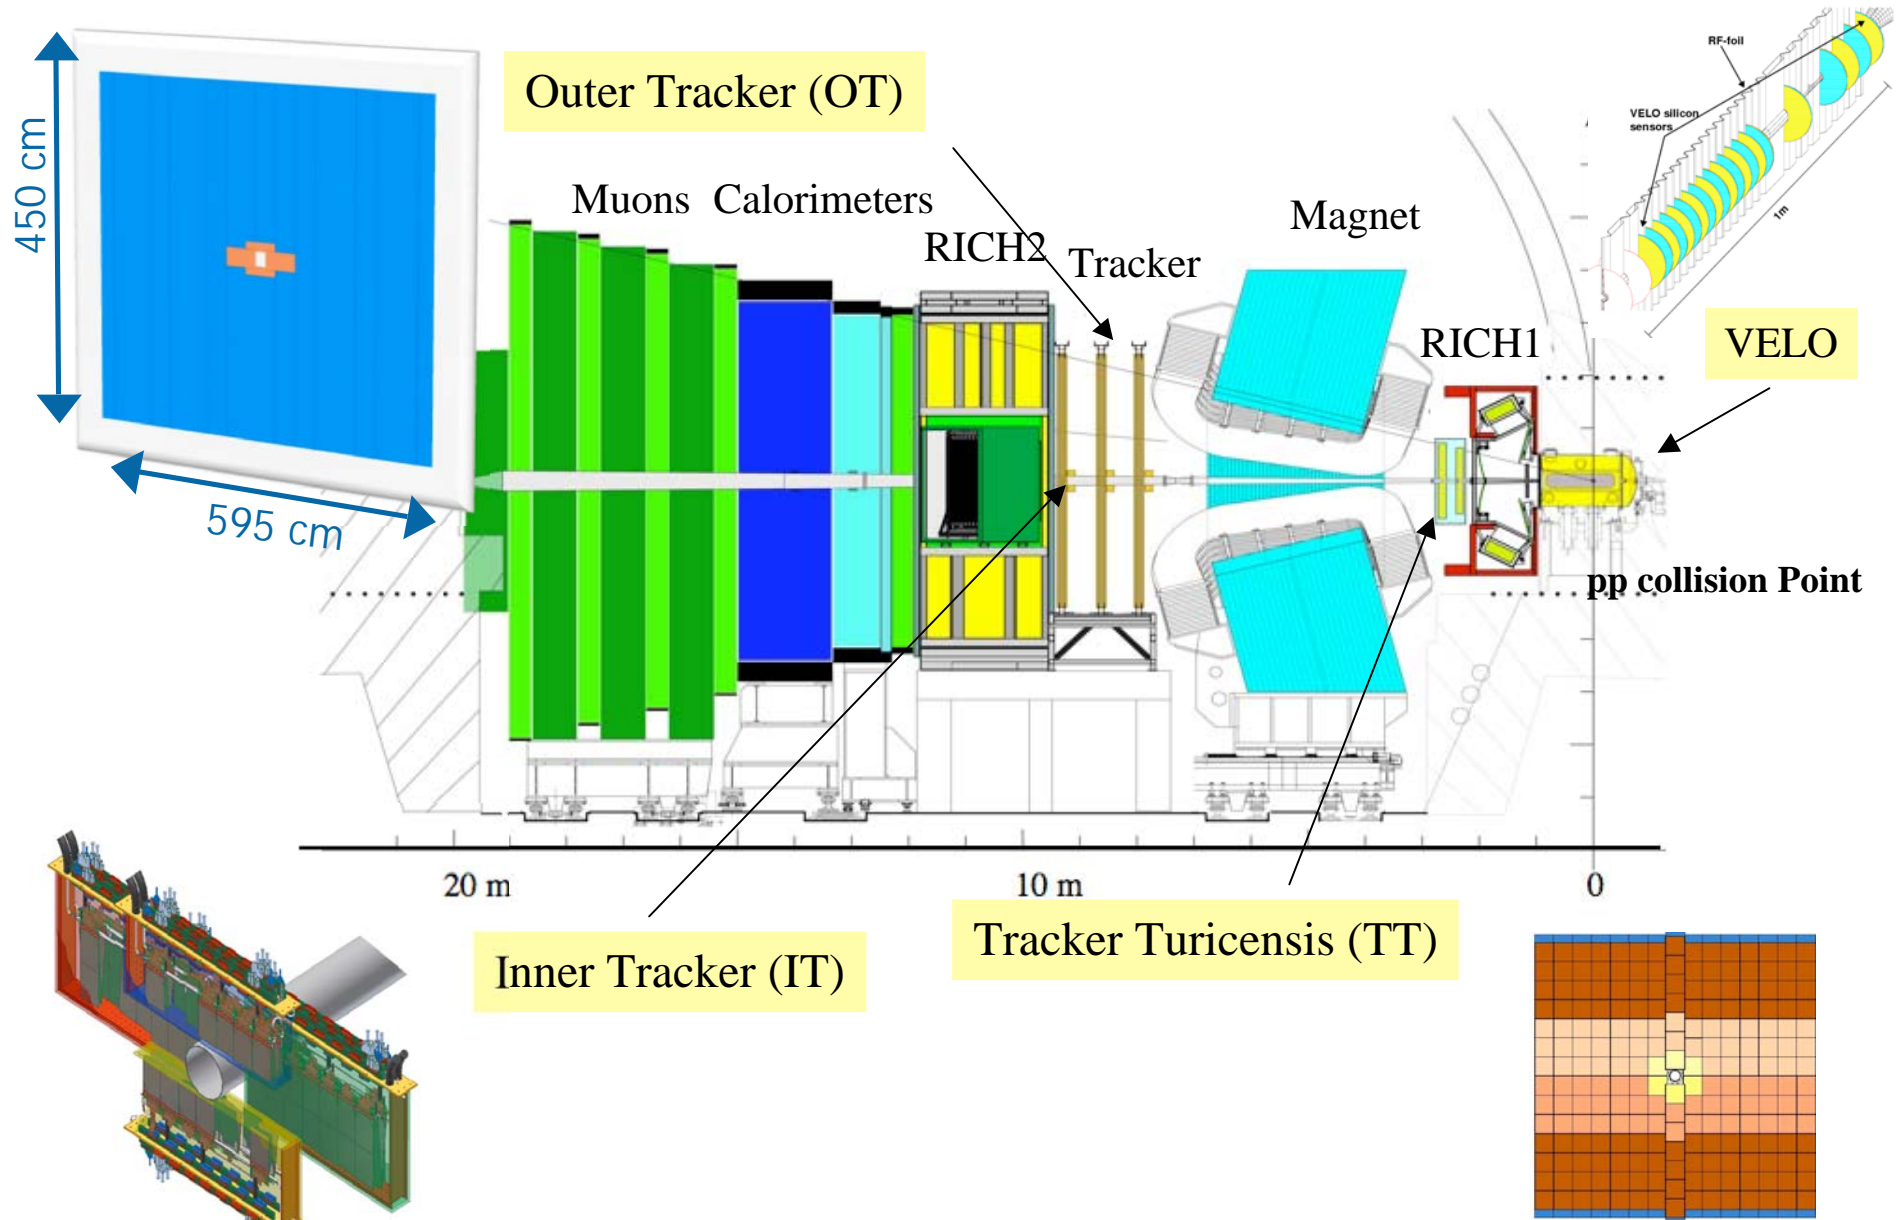 RF-foil
VELO silicon
sensors
1m
450 cm
595 cm
Outer Tracker (OT)
Muons
Calorimeters
RICH2
Tracker
Magnet
RICH1
VELO
pp collision Point
20 m
10 m
0
Inner Tracker (IT)
Tracker Turicensis (TT)